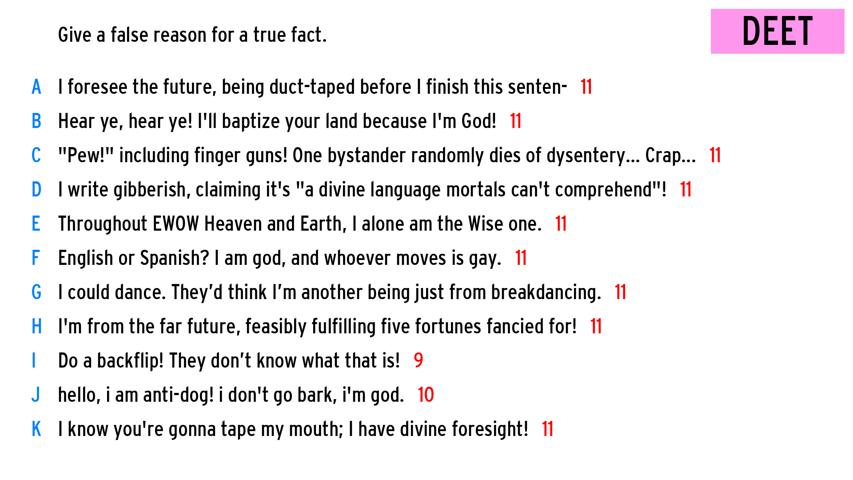 Give a false reason for a true fact.
DEET
A I foresee the future, being duct-taped before I finish this senten- 11
B Hear ye, hear ye! I'll baptize your land because I'm God! 11
C "Pew!" including finger guns! One bystander randomly dies of dysentery... Crap... 11
D I write gibberish, claiming it's "a divine language mortals can't comprehend"! 11
E Throughout EWOW Heaven and Earth, I alone am the Wise one. 11
F English or Spanish? I am god, and whoever moves is gay. 11
G I could dance. They’d think I’m another being just from breakdancing. 11
H I'm from the far future, feasibly fulfilling five fortunes fancied for! 11
I Do a backflip! They don’t know what that is! 9
J hello, i am anti-dog! i don't go bark, i'm god. 10
K I know you're gonna tape my mouth; I have divine foresight! 11